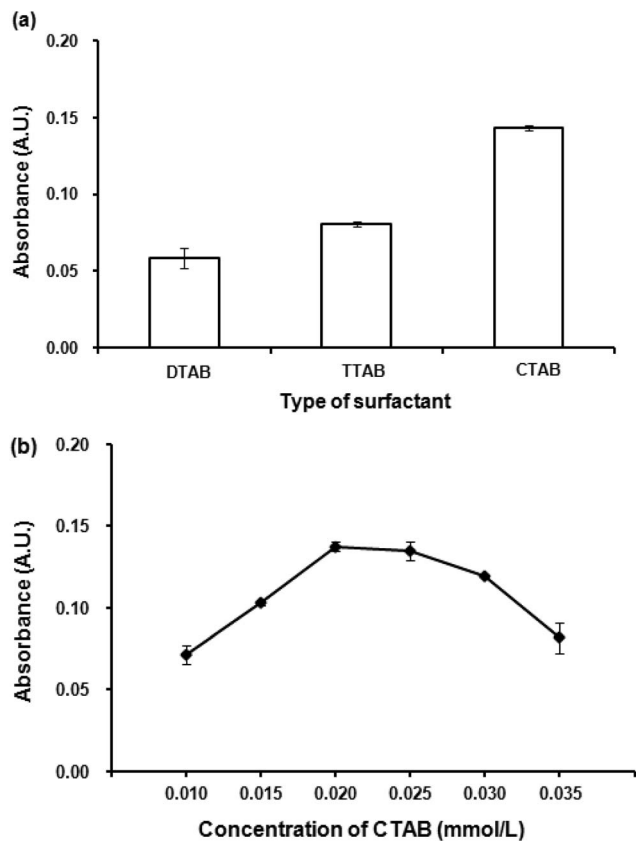 (a)
0.20
0.15
0.10
0.05
0.00
Absorbance (A.U.)
DTAB TTAB CTAB
Type of surfactant
(b)
0.20
0.15
0.10
0.05
0.00
Absorbance (A.U.)
0.010 0.015 0.020 0.025 0.030 0.035
Concentration of CTAB (mmol/L)